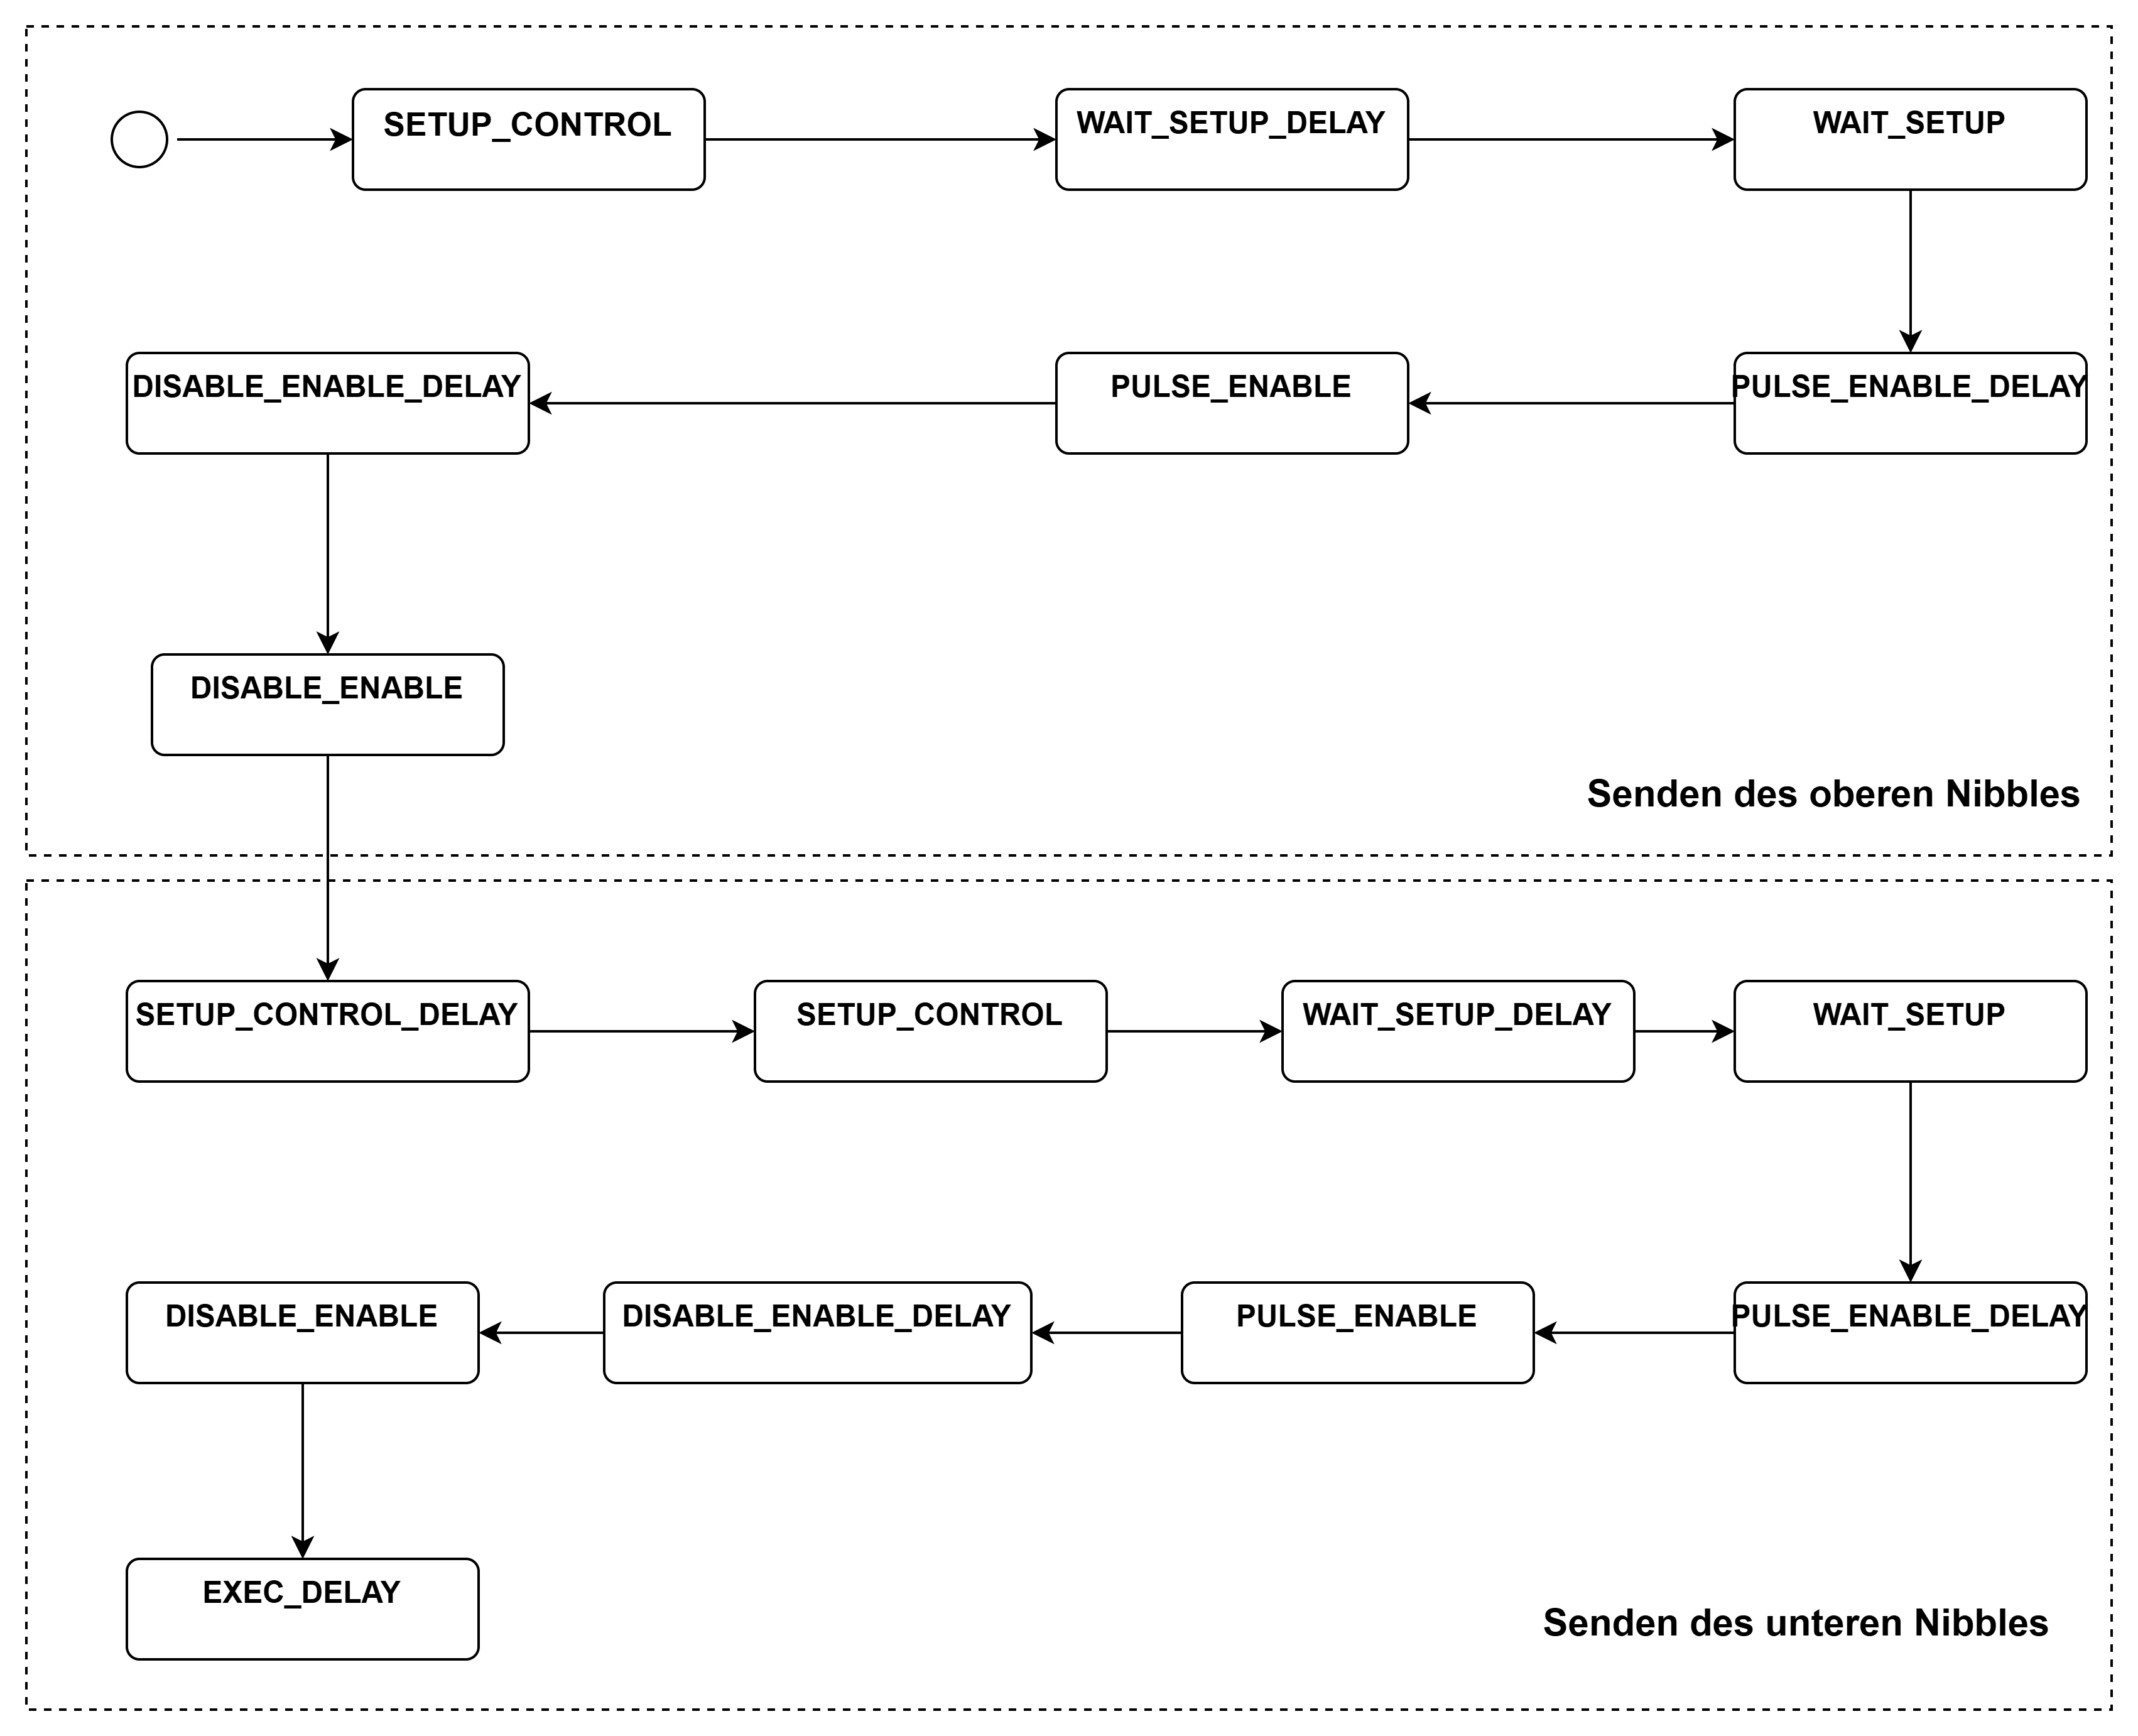 SETUP_CONTROL
WAIT_SETUP_DELAY
WAIT_SETUP
DISABLE_ENABLE_DELAY
PULSE_ENABLE
PULSE_ENABLE_DELAY
DISABLE_ENABLE
Senden des oberen Nibbles
SETUP_CONTROL_DELAY
SETUP_CONTROL
WAIT_SETUP_DELAY
WAIT_SETUP
DISABLE_ENABLE
DISABLE_ENABLE_DELAY
PULSE_ENABLE
PULSE_ENABLE_DELAY
EXEC_DELAY
Senden des unteren Nibbles